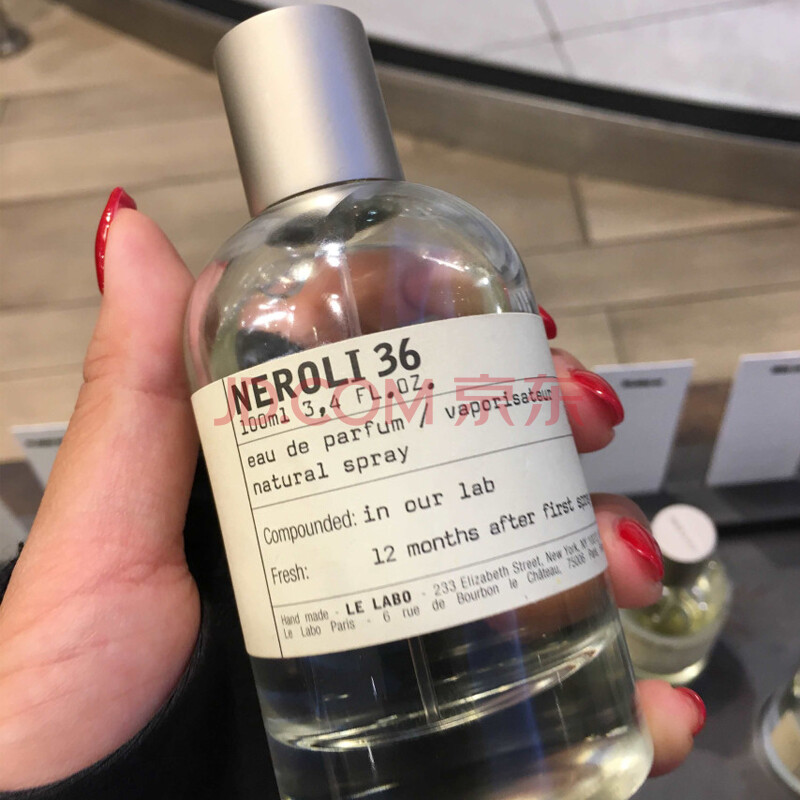 NEROLI 36
100ml 3,4 FL.OZ.
JD.COM 京东
eau de parfum / vaporisateur
natural spray
Compounded: in our lab
Fresh: 12 months after first
Hand made - LE LABO - 233 Elizabeth Street, New York, NY
Le Labo Paris - 6 rue de Bourbon le Château, 75006